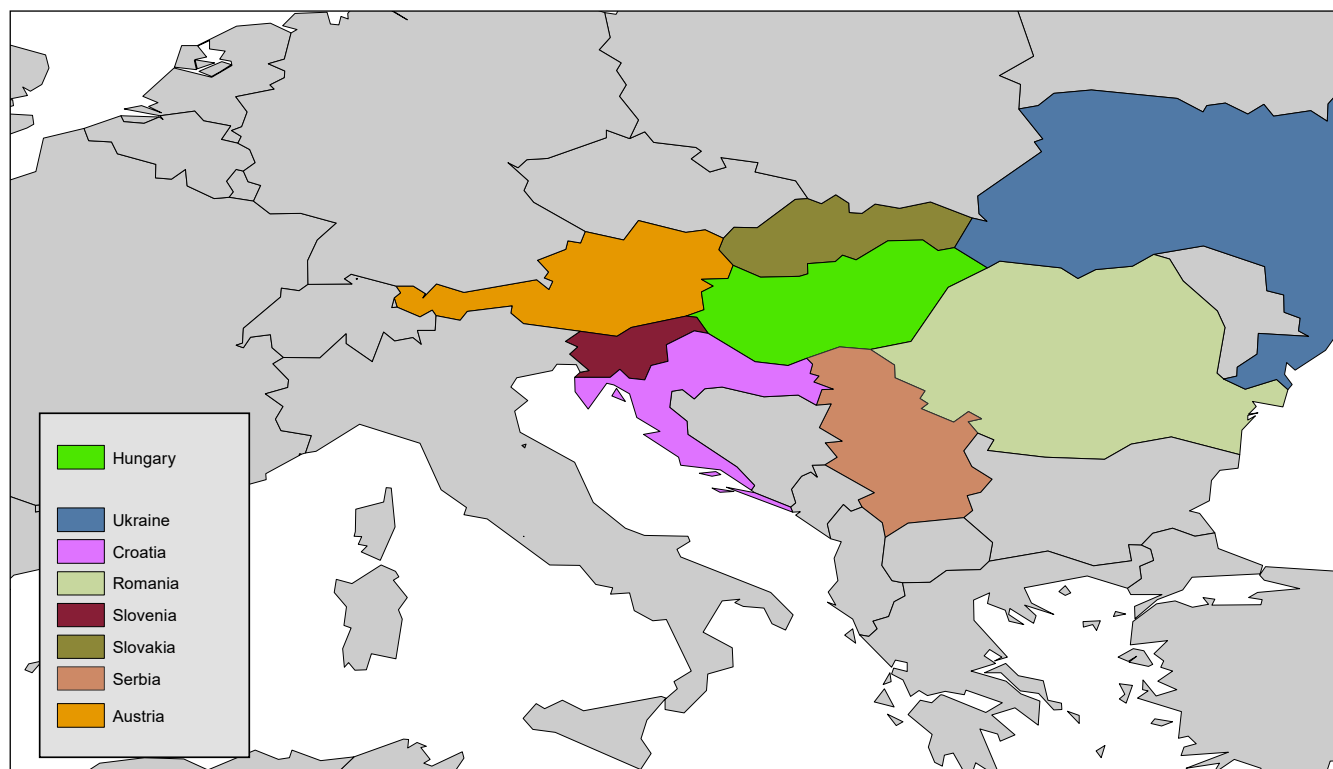 Hungary
Ukraine
Croatia
Romania
Slovenia
Slovakia
Serbia
Austria